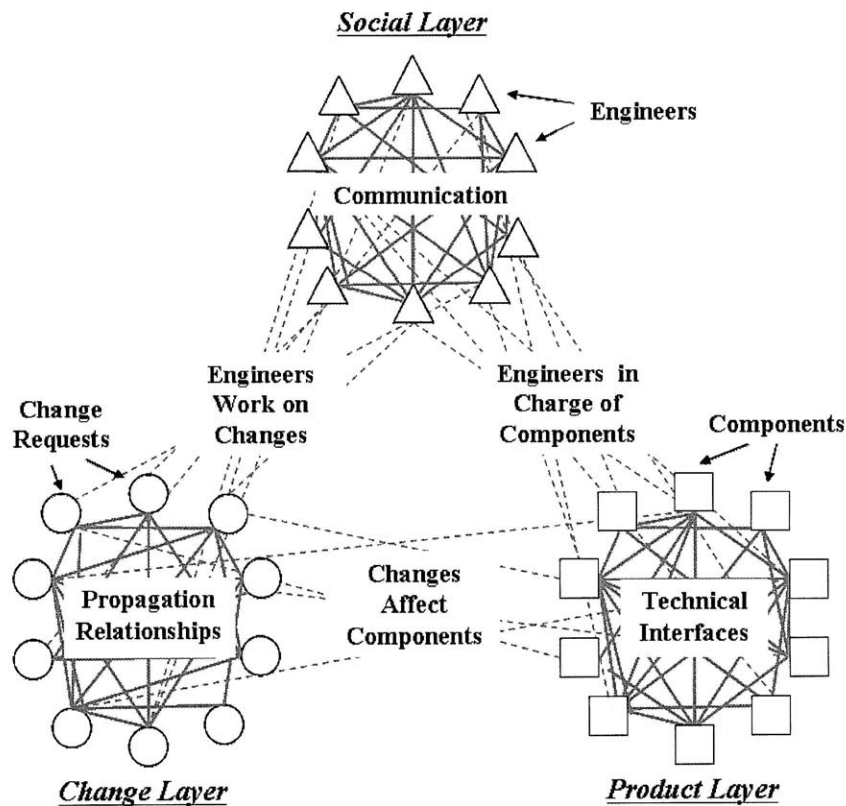 Social Layer
Engineers
Communication
Engineers
Work on
Changes
Engineers in
Charge of
Components
Change
Requests
Components
Propagation
Relationships
Changes
Affect
Components
Technical
Interfaces
Change Layer
Product Layer